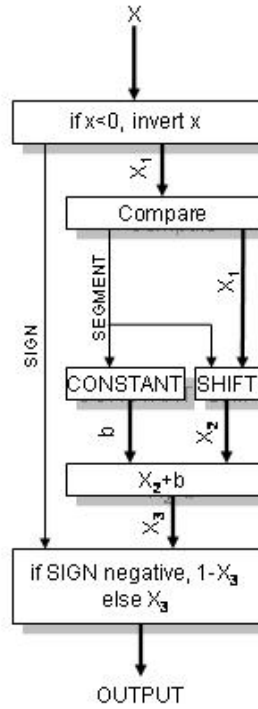 X
if x<0, invert x
X₁
Compare
SEGMENT
X₁
SIGN
CONSTANT
SHIFT
b
X₂
X₂+b
X₃
if SIGN negative, 1-X₃
else X₃
OUTPUT